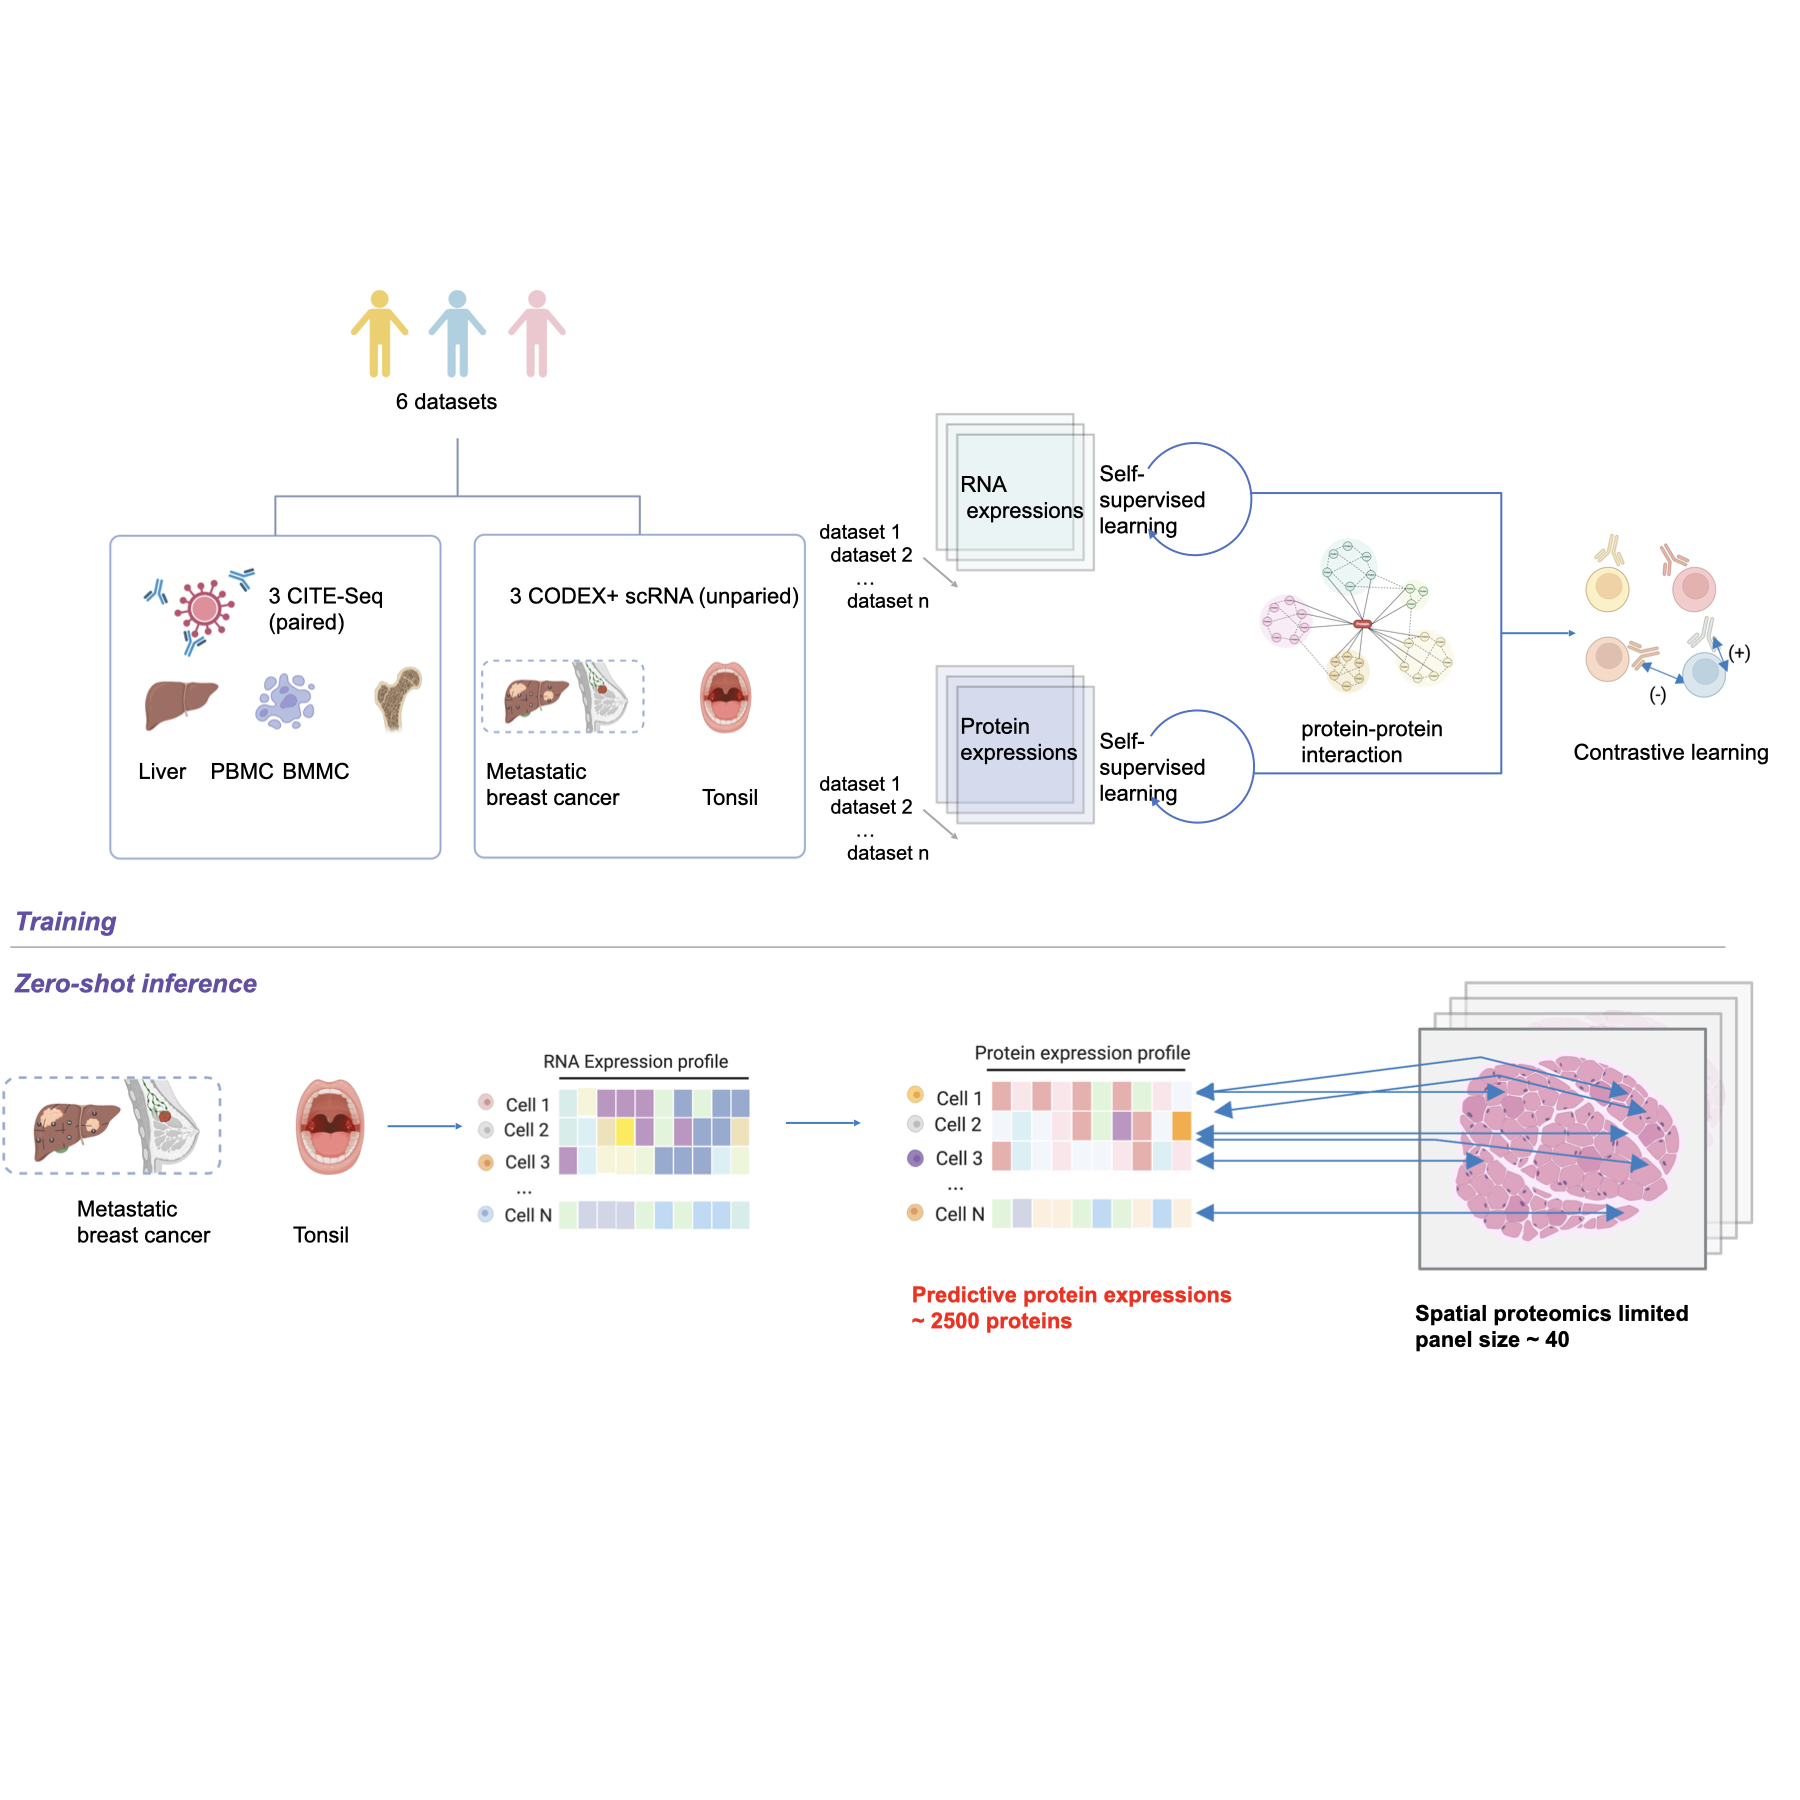 6 datasets
3 CITE-Seq
(paired)
Liver
PBMC
BMMC
3 CODEX+ scRNA (unparied)
Metastatic
breast cancer
Tonsil
dataset 1
dataset 2
...
dataset n
RNA
expressions
Self-
supervised
learning
dataset 1
dataset 2
...
dataset n
Protein
expressions
Self-
supervised
learning
protein-protein
interaction
(+)
(-)
Contrastive learning
Training
Zero-shot inference
Metastatic
breast cancer
Tonsil
RNA Expression profile
Cell 1
Cell 2
Cell 3
...
Cell N
Protein expression profile
Cell 1
Cell 2
Cell 3
...
Cell N
Predictive protein expressions
~ 2500 proteins
Spatial proteomics limited
panel size ~ 40